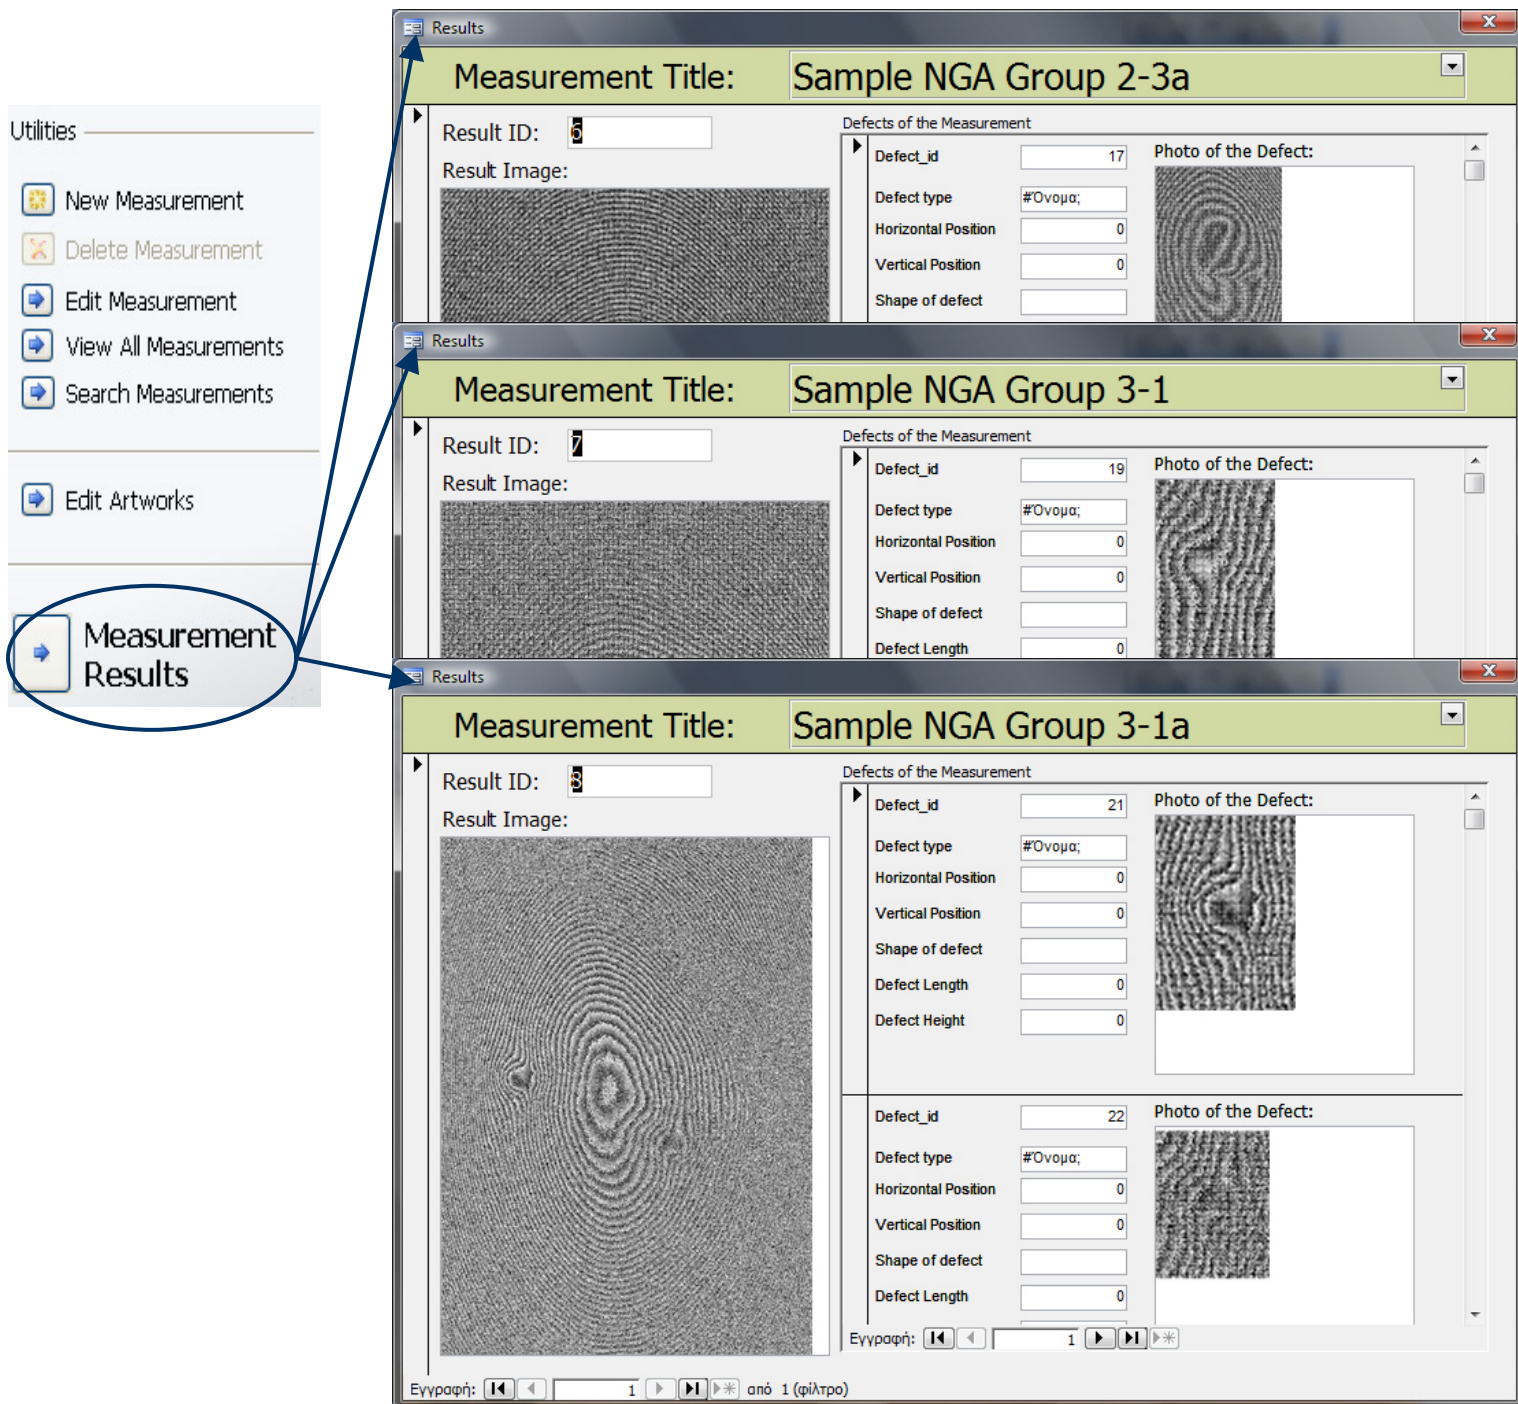 Utilities
New Measurement
Delete Measurement
Edit Measurement
View All Measurements
Search Measurements
Edit Artworks
Measurement
Results
Results
Measurement Title: Sample NGA Group 2-3a
Result ID: 6
Result Image:
Defects of the Measurement
Defect_id 17
Photo of the Defect:
Defect type #Όνομα;
Horizontal Position 0
Vertical Position 0
Shape of defect
Results
Measurement Title: Sample NGA Group 3-1
Result ID: 7
Result Image:
Defects of the Measurement
Defect_id 19
Photo of the Defect:
Defect type #Όνομα;
Horizontal Position 0
Vertical Position 0
Shape of defect
Defect Length 0
Results
Measurement Title: Sample NGA Group 3-1a
Result ID: 8
Result Image:
Defects of the Measurement
Defect_id 21
Photo of the Defect:
Defect type #Όνομα;
Horizontal Position 0
Vertical Position 0
Shape of defect
Defect Length 0
Defect Height 0
Defect_id 22
Photo of the Defect:
Defect type #Όνομα;
Horizontal Position 0
Vertical Position 0
Shape of defect
Defect Length 0
Εγγραφή: 1
Εγγραφή: 1 από 1 (φίλτρο)